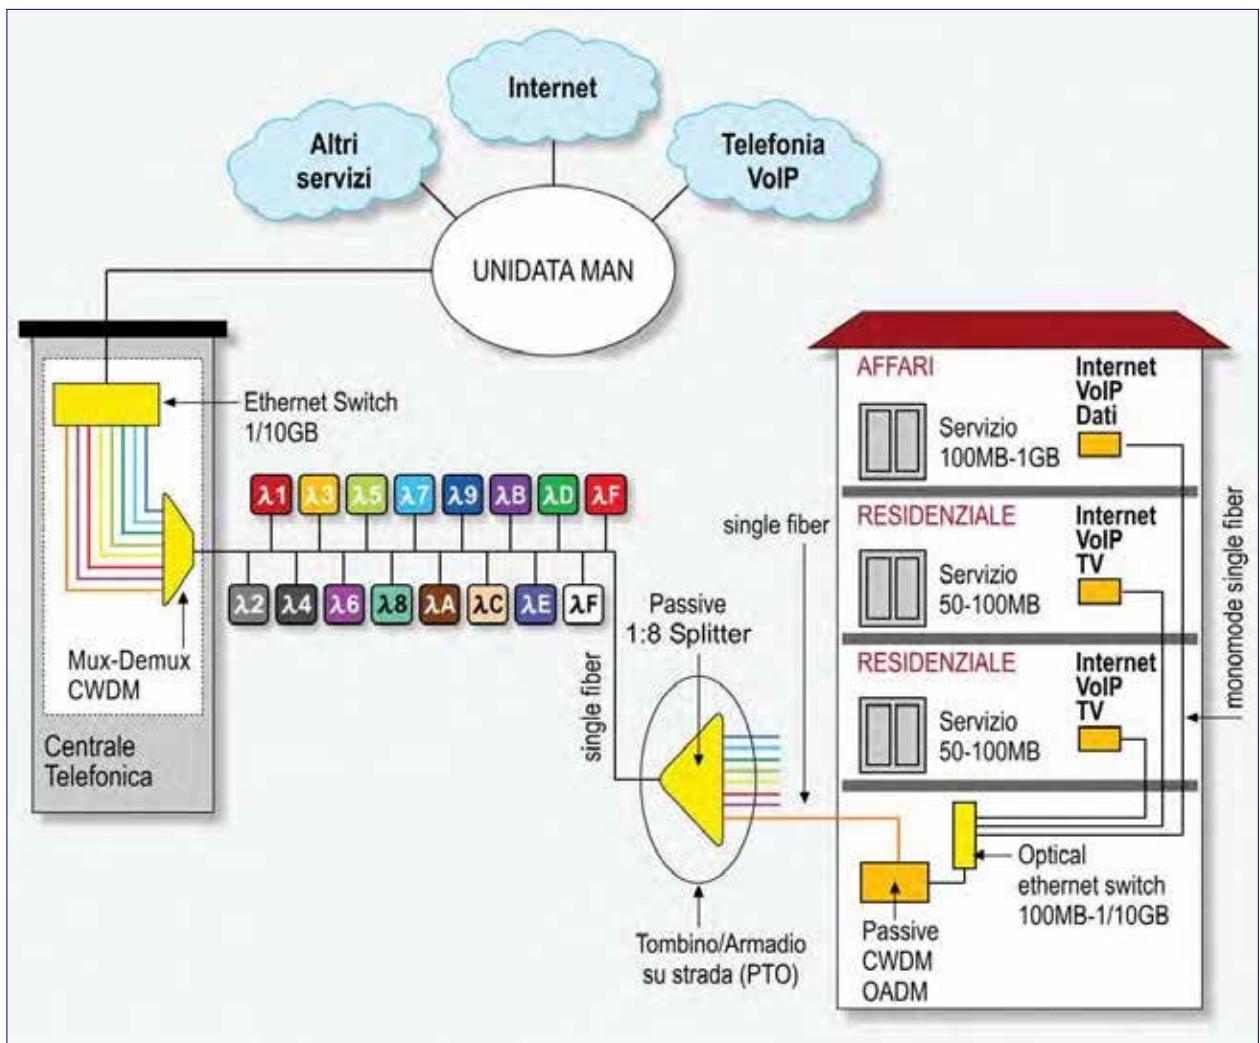 Internet
Altri
servizi
Telefonia
VoIP
UNIDATA MAN
Ethernet Switch
1/10GB
λ1
λ3
λ5
λ7
λ9
λB
λD
λF
λ2
λ4
λ6
λ8
λA
λC
λE
λF
Mux-Demux
CWDM
Centrale
Telefonica
single fiber
Passive
1:8 Splitter
single fiber
Tombino/Armadio
su strada (PTO)
AFFARI
Servizio
100MB-1GB
Internet
VoIP
Dati
RESIDENZIALE
Servizio
50-100MB
Internet
VoIP
TV
RESIDENZIALE
Servizio
50-100MB
Internet
VoIP
TV
monomode single fiber
Optical
ethernet switch
100MB-1/10GB
Passive
CWDM
OADM